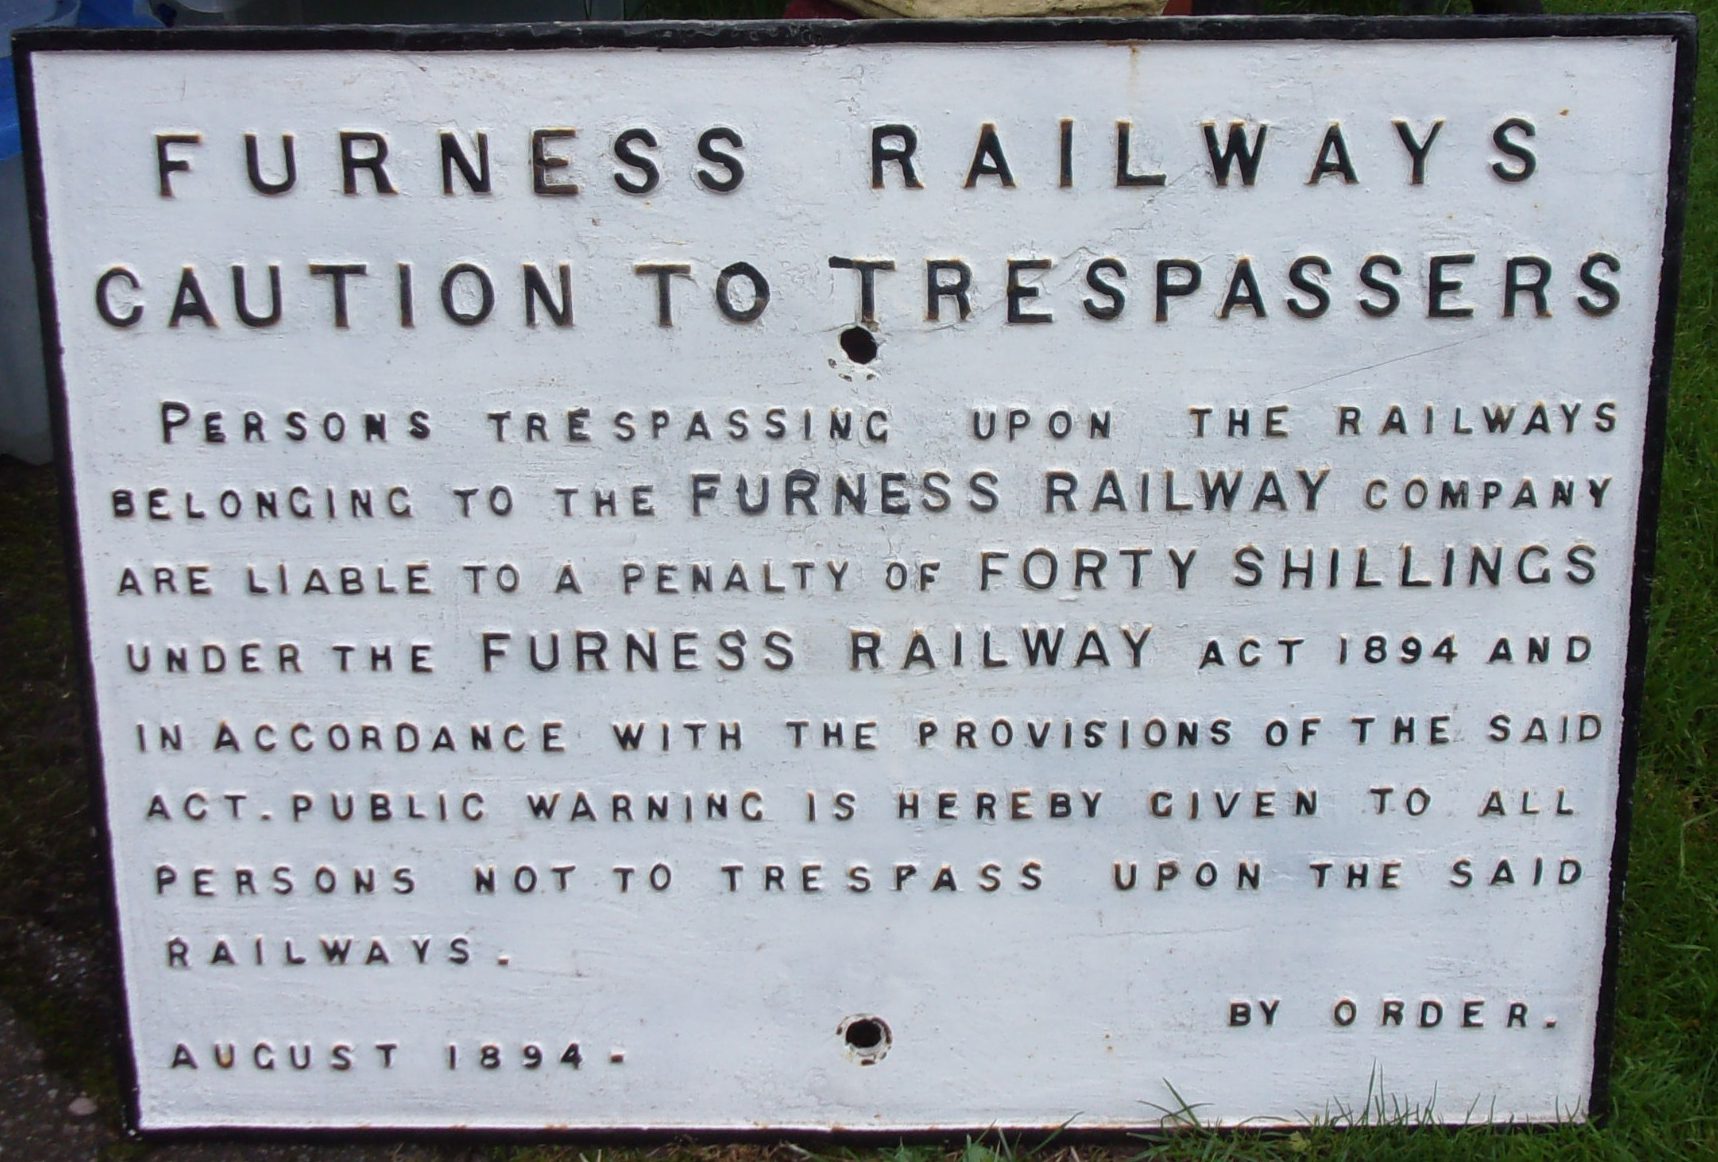 FURNESS RAILWAYS
CAUTION TO TRESPASSERS
PERSONS TRESPASSING UPON THE RAILWAYS
BELONGING TO THE FURNESS RAILWAY COMPANY
ARE LIABLE TO A PENALTY OF FORTY SHILLINGS
UNDER THE FURNESS RAILWAY ACT 1894 AND
IN ACCORDANCE WITH THE PROVISIONS OF THE SAID
ACT. PUBLIC WARNING IS HEREBY GIVEN TO ALL
PERSONS NOT TO TRESPASS UPON THE SAID
RAILWAYS.
BY ORDER.
AUGUST 1894.